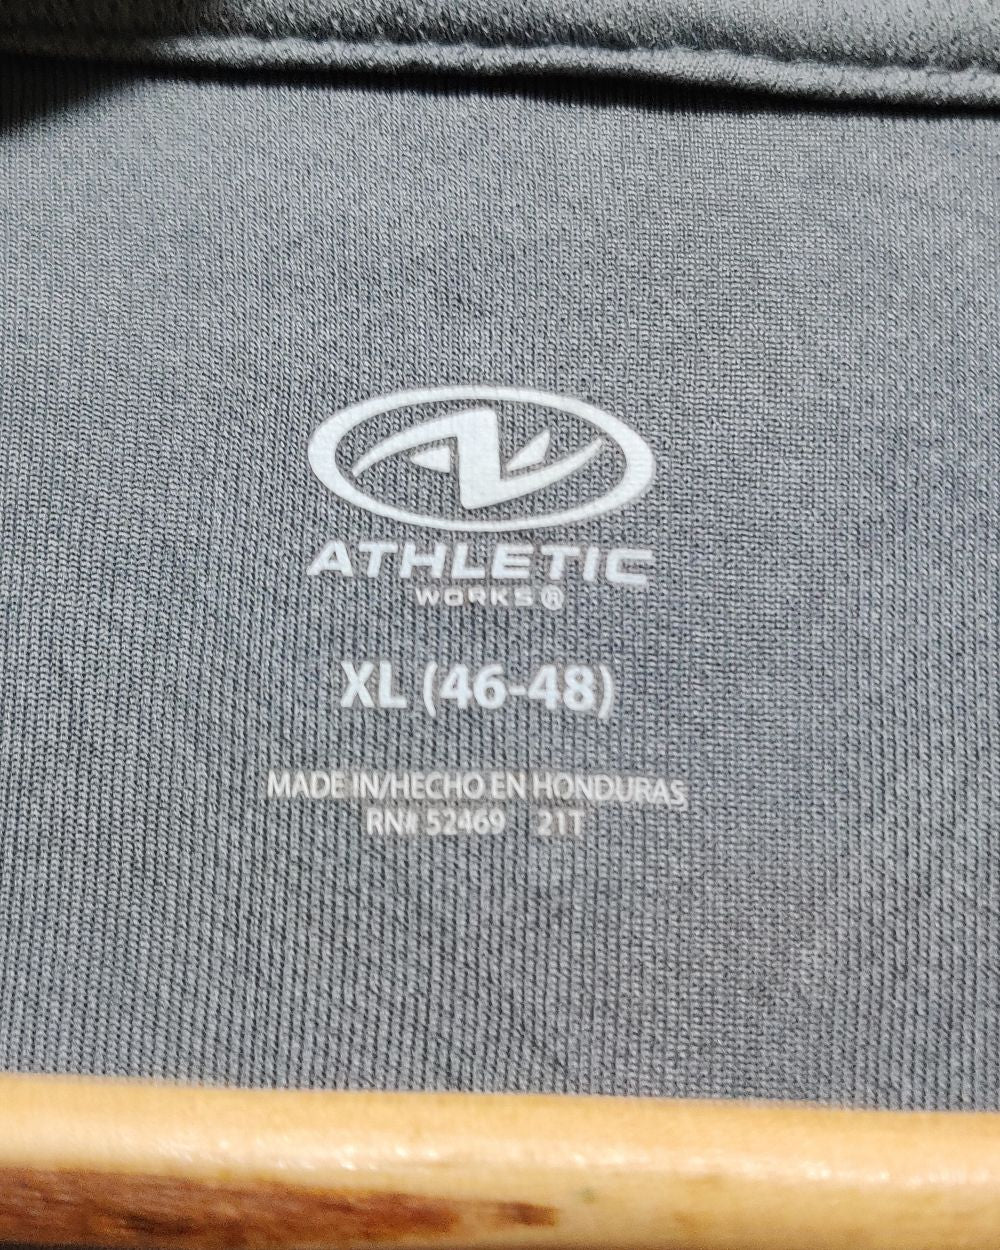 ATHLETIC
WORKS®
XL (46-48)
MADE IN/HECHO EN HONDURAS
RN# 52469 21T